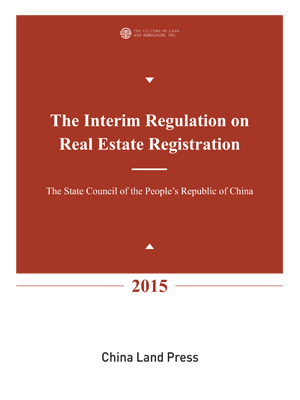 THE MINISTRY OF LAND
AND RESOURCES, PRC
The Interim Regulation on
Real Estate Registration
The State Council of the People's Republic of China
2015
China Land Press